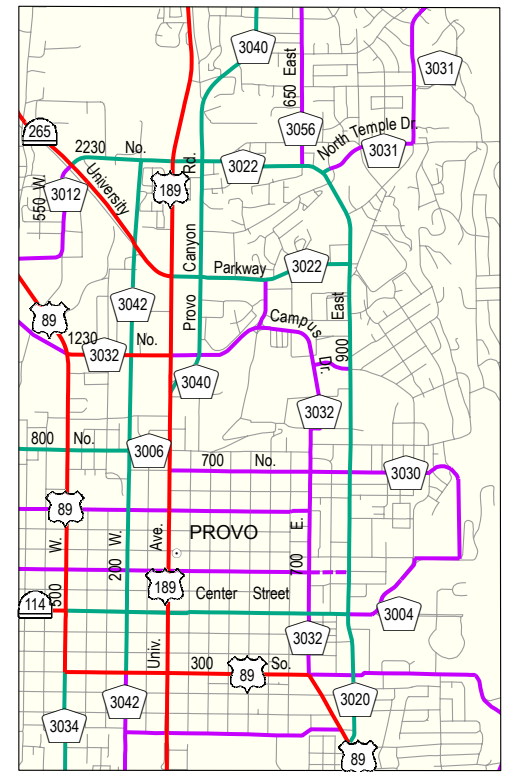 3040
650 East
3031
3056
North Temple Dr.
265
2230 No.
3031
3022
Rd.
189
550 W.
3012
University
Canyon
Parkway
3022
3042
Provo
East
89
Campus
1230 No.
3032
Dr.
900
3040
3032
800 No.
3006
700 No.
3030
89
W.
W.
Ave.
PROVO
E.
200
700
189
500
114
Center Street
3004
3032
Univ.
300 So.
89
3042
3020
3034
89